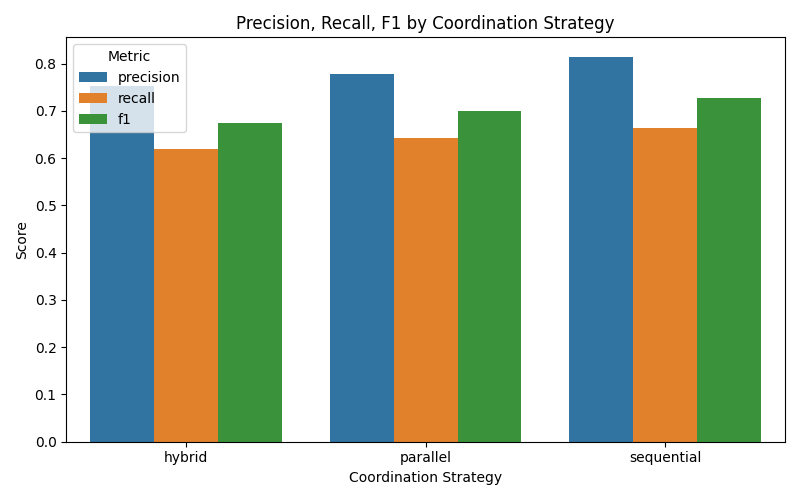 Precision, Recall, F1 by Coordination Strategy
Metric
precision
recall
f1
0.8
0.7
0.6
0.5
0.4
0.3
0.2
0.1
0.0
Score
hybrid
parallel
sequential
Coordination Strategy